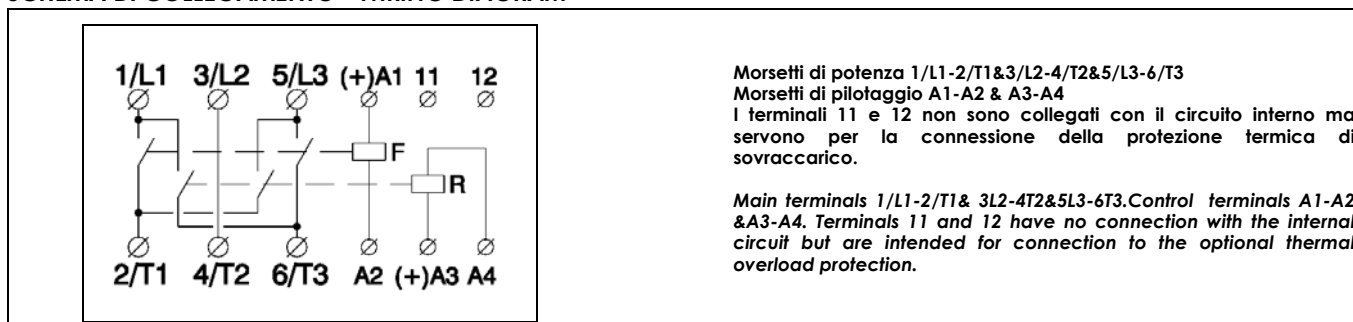 1/L1 3/L2 5/L3 (+)A1 11 12
F
R
2/T1 4/T2 6/T3 A2 (+)A3 A4
Morsetti di potenza 1/L1-2/T1&3/L2-4/T2&5/L3-6/T3
Morsetti di pilotaggio A1-A2 & A3-A4
I terminali 11 e 12 non sono collegati con il circuito interno ma
servono per la connessione della protezione termica di
sovraccarico.
Main terminals 1/L1-2/T1& 3L2-4T2&5L3-6T3.Control terminals A1-A2
&A3-A4. Terminals 11 and 12 have no connection with the internal
circuit but are intended for connection to the optional thermal
overload protection.